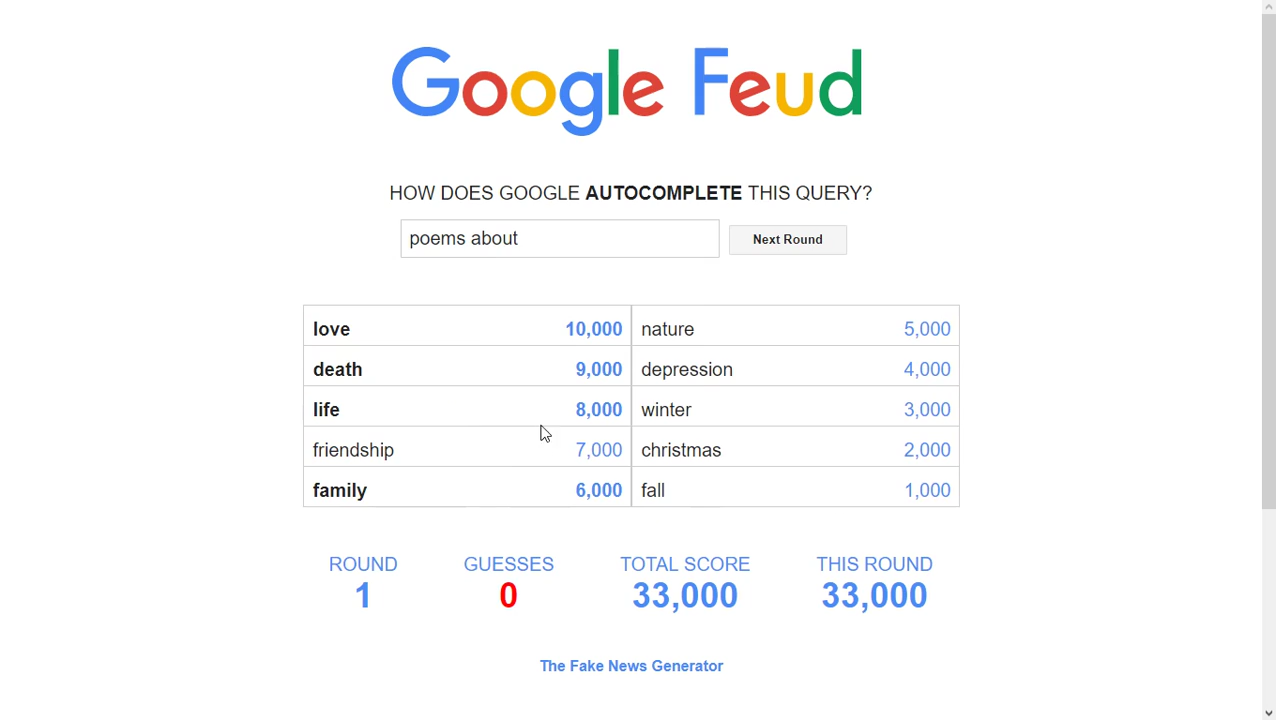 Google Feud
HOW DOES GOOGLE AUTOCOMPLETE THIS QUERY?
poems about
Next Round
love 10,000 nature 5,000
death 9,000 depression 4,000
life 8,000 winter 3,000
friendship 7,000 christmas 2,000
family 6,000 fall 1,000
ROUND GUESSES TOTAL SCORE THIS ROUND
1 0 33,000 33,000
The Fake News Generator